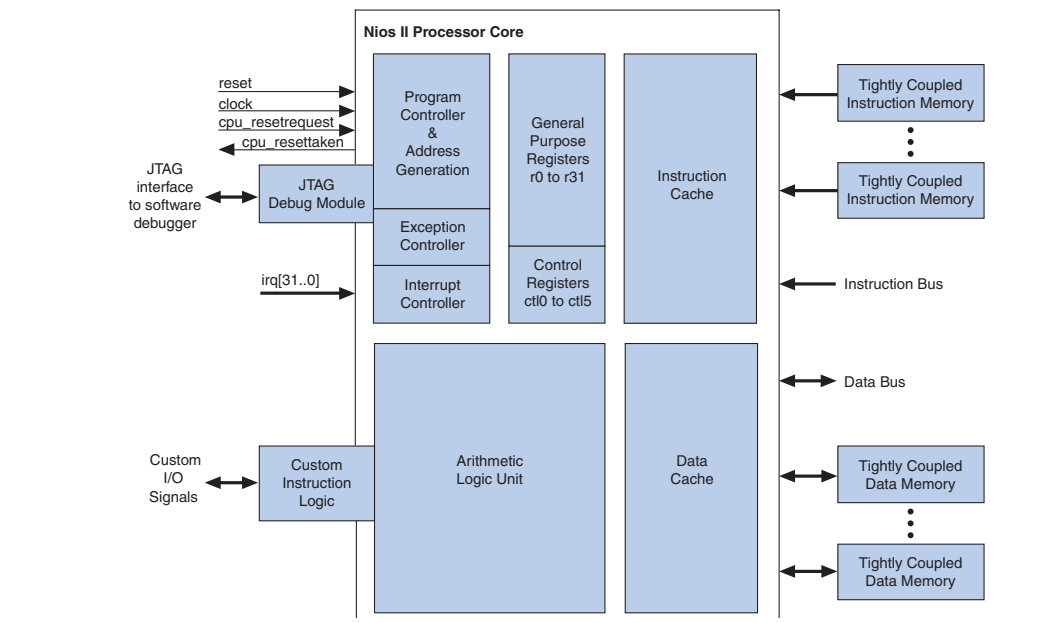 Nios II Processor Core
reset
clock
cpu_resetrequest
cpu_resettaken
JTAG
interface
to software
debugger
JTAG
Debug Module
irq[31..0]
Program
Controller
&
Address
Generation
Exception
Controller
Interrupt
Controller
General
Purpose
Registers
r0 to r31
Control
Registers
ctl0 to ctl5
Instruction
Cache
Tightly Coupled
Instruction Memory
Tightly Coupled
Instruction Memory
Instruction Bus
Data Bus
Custom
I/O
Signals
Custom
Instruction
Logic
Arithmetic
Logic Unit
Data
Cache
Tightly Coupled
Data Memory
Tightly Coupled
Data Memory